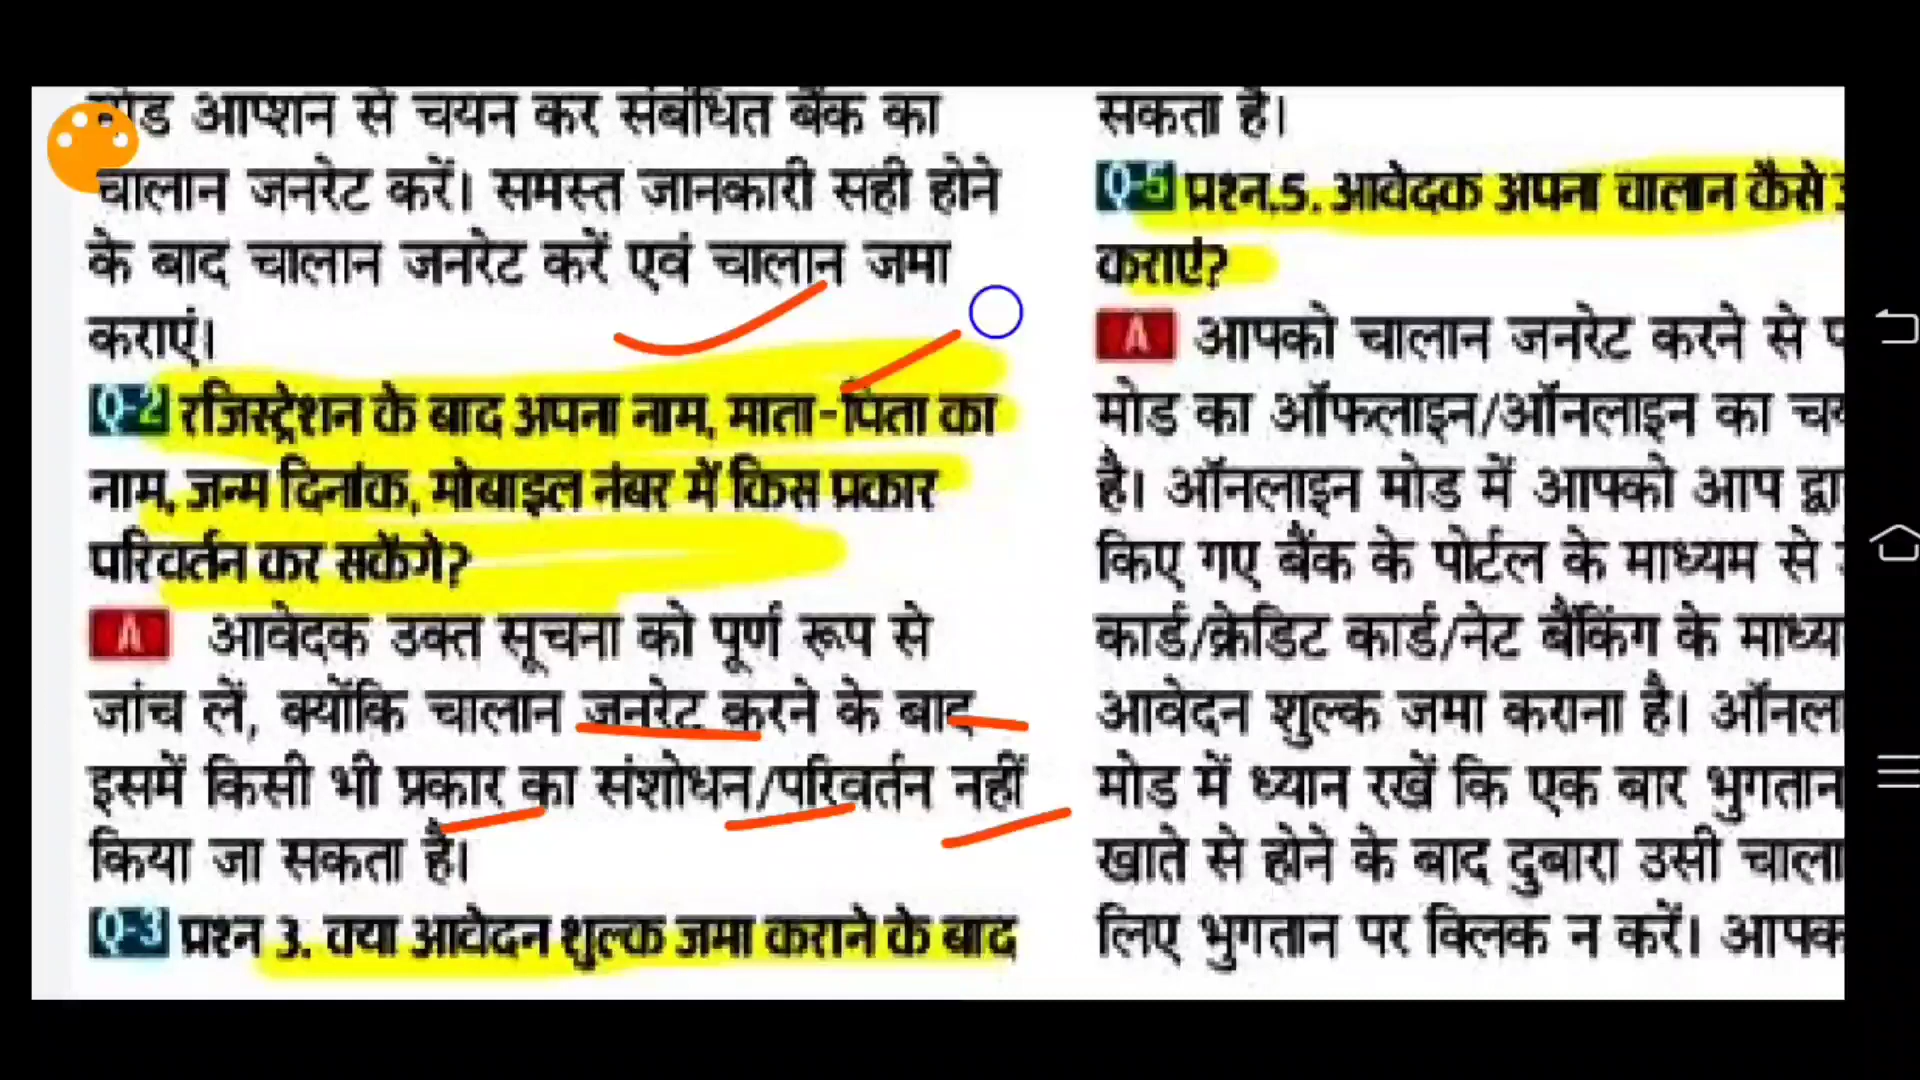 आप्शन से चयन कर संबंधित बैंक का
चालान जनरेट करें। समस्त जानकारी सही होने
के बाद चालान जनरेट करें एवं चालान जमा
कराएं।
Q-2 रजिस्ट्रेशन के बाद अपना नाम, माता-पिता का
नाम, जन्म दिनांक, मोबाइल नंबर में किस प्रकार
परिवर्तन कर सकेंगे?
A आवेदक उक्त सूचना को पूर्ण रूप से
जांच लें, क्योंकि चालान जनरेट करने के बाद
इसमें किसी भी प्रकार का संशोधन/परिवर्तन नहीं
किया जा सकता है।
Q-3 प्रश्न 3. क्या आवेदन शुल्क जमा कराने के बाद
सकता है।
Q-5 प्रश्न.5. आवेदक अपना चालान कैसे
कराएं?
A आपको चालान जनरेट करने से
मोड का ऑफलाइन/ऑनलाइन का
है। ऑनलाइन मोड में आपको आप
किए गए बैंक के पोर्टल के माध्यम से
कार्ड/क्रेडिट कार्ड/नेट बैंकिंग के
आवेदन शुल्क जमा कराना है।
मोड में ध्यान रखें कि एक बार भुगतान
खाते से होने के बाद दुबारा उसी
लिए भुगतान पर क्लिक न करें।